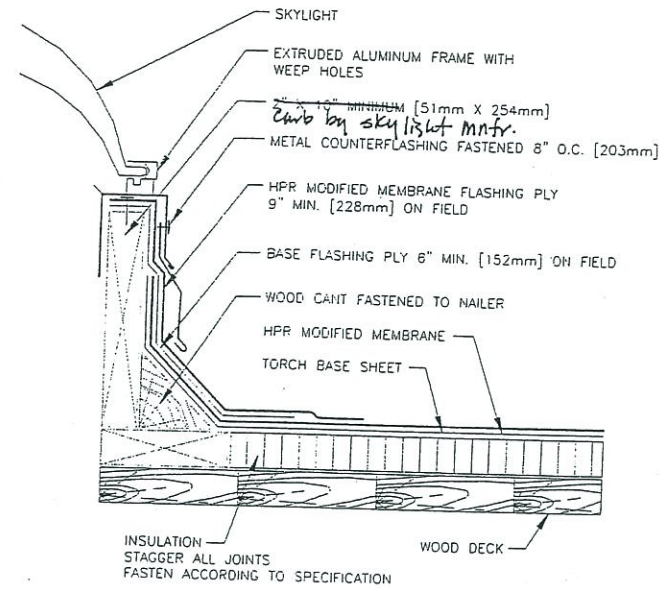 SKYLIGHT
EXTRUDED ALUMINUM FRAME WITH
WEEP HOLES
2" X 10" MINIMUM [51mm X 254mm]
Curb by skylight mnfr.
METAL COUNTERFLASHING FASTENED 8" O.C. [203mm]
HPR MODIFIED MEMBRANE FLASHING PLY
9" MIN. [228mm] ON FIELD
BASE FLASHING PLY 6" MIN. [152mm] ON FIELD
WOOD CANT FASTENED TO NAILER
HPR MODIFIED MEMBRANE
TORCH BASE SHEET
INSULATION
STAGGER ALL JOINTS
FASTEN ACCORDING TO SPECIFICATION
WOOD DECK